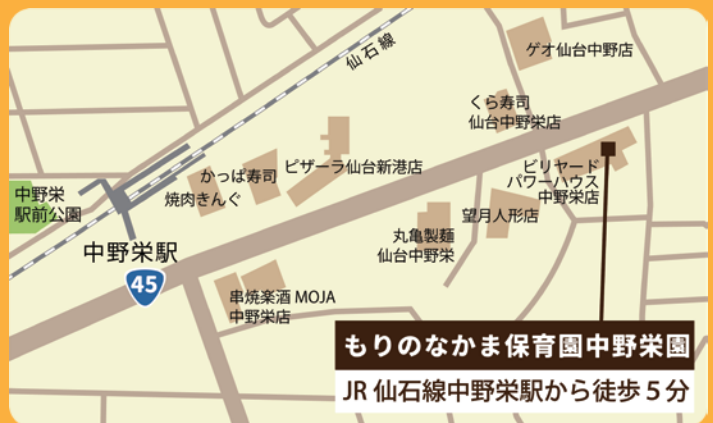 仙石線
ゲオ仙台中野店
くら寿司
仙台中野栄店
ビリヤード
パワーハウス
中野栄店
ピザーラ仙台新港店
かっぱ寿司
焼肉きんぐ
中野栄
駅前公園
望月人形店
丸亀製麺
仙台中野栄
中野栄駅
45
串焼楽酒 MOJA
中野栄店
もりのなかま保育園中野栄園
JR 仙石線中野栄駅から徒歩 5 分